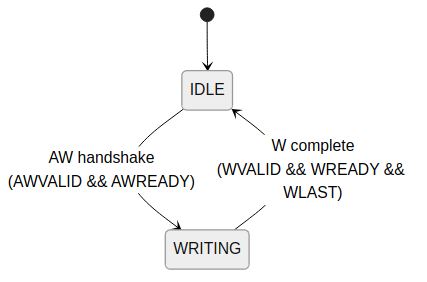 IDLE
AW handshake
(AWVALID && AWREADY)
W complete
(WVALID && WREADY &&
WLAST)
WRITING